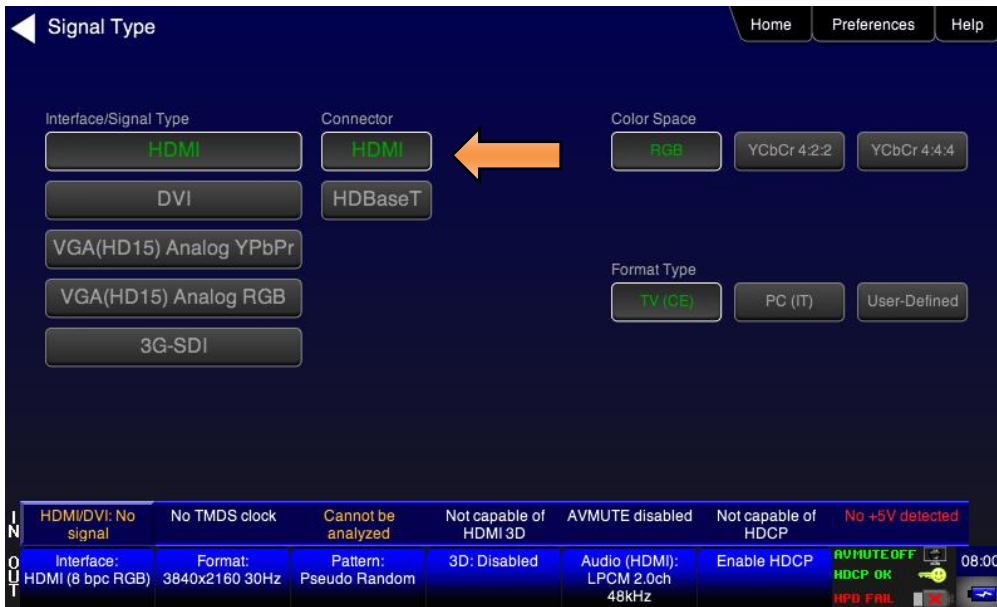 Signal Type
Home
Preferences
Help
Interface/Signal Type
Connector
Color Space
HDMI
HDMI
RGB
YCbCr 4:2:2
YCbCr 4:4:4
DVI
HDBaseT
VGA(HD15) Analog YPbPr
Format Type
VGA(HD15) Analog RGB
TV (CE)
PC (IT)
User-Defined
3G-SDI
IN
HDMI/DVI: No
signal
No TMDS clock
Cannot be
analyzed
Not capable of
HDMI 3D
AVMUTE disabled
Not capable of
HDCP
No +5V detected
OUT
Interface:
HDMI (8 bpc RGB)
Format:
3840x2160 30Hz
Pattern:
Pseudo Random
3D: Disabled
Audio (HDMI):
LPCM 2.0ch
48kHz
Enable HDCP
AVMUTEOFF
HDCP OK
HPD FAIL
08:00